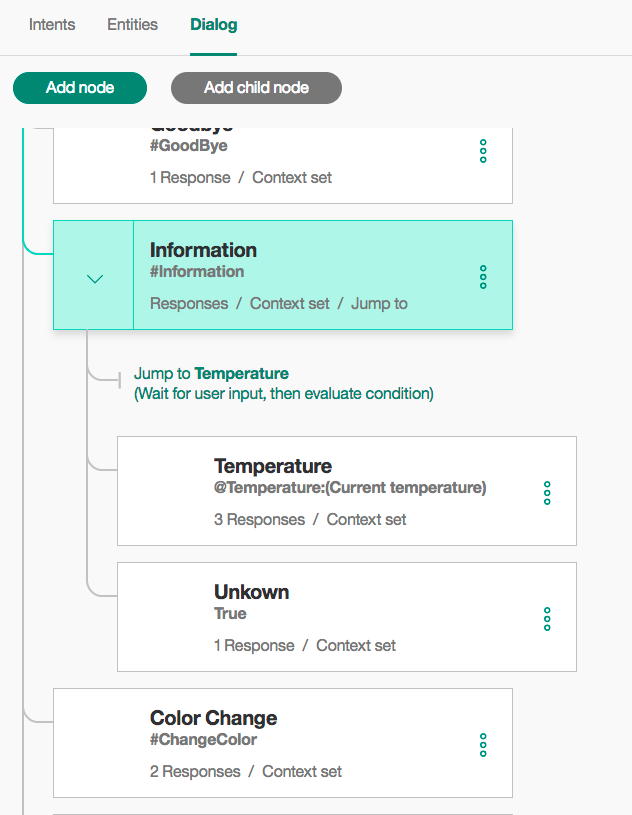 Intents Entities Dialog
Add node Add child node
Goodbye
#GoodBye
1 Response / Context set
Information
#Information
Responses / Context set / Jump to
Jump to Temperature
(Wait for user input, then evaluate condition)
Temperature
@Temperature:(Current temperature)
3 Responses / Context set
Unkown
True
1 Response / Context set
Color Change
#ChangeColor
2 Responses / Context set